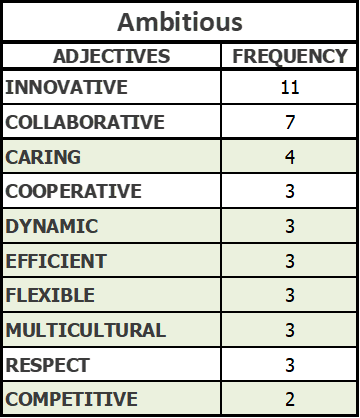 Ambitious
ADJECTIVES FREQUENCY
INNOVATIVE 11
COLLABORATIVE 7
CARING 4
COOPERATIVE 3
DYNAMIC 3
EFFICIENT 3
FLEXIBLE 3
MULTICULTURAL 3
RESPECT 3
COMPETITIVE 2